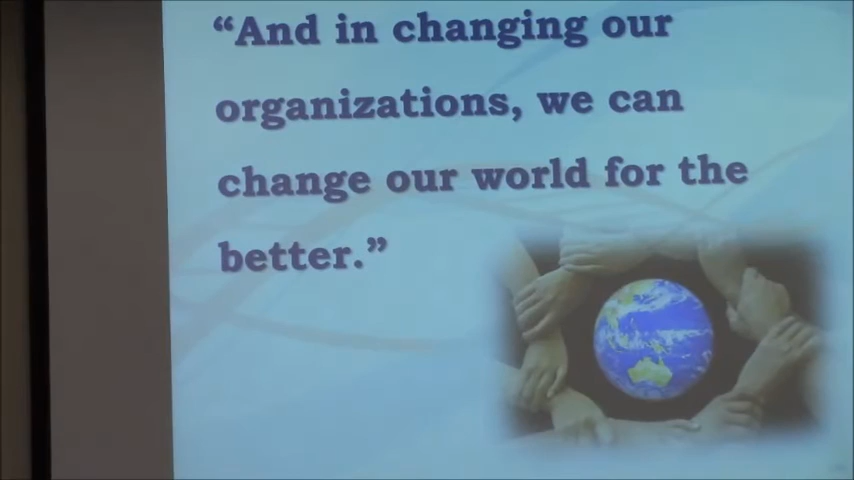 “And in changing our
organizations, we can
change our world for the
better.”